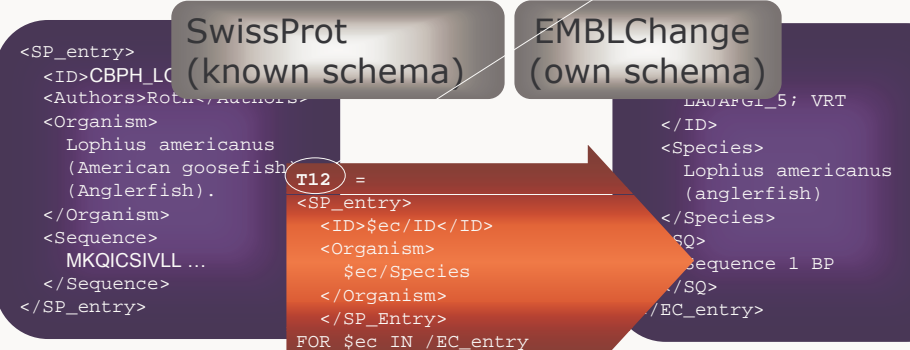 SwissProt
(known schema)
EMBLChange
(own schema)
<SP_entry>
<ID>CBPH_LO
<Authors>Roth</Authors>
<Organism>
Lophius americanus
(American goosefish
(Anglerfish).
</Organism>
<Sequence>
MKQICSIVLL …
</Sequence>
</SP_entry>
T12 =
<SP_entry>
<ID>$ec/ID</ID>
<Organism>
$ec/Species
</Organism>
</SP_Entry>
FOR $ec IN /EC_entry
LAJAFGI_5; VRT
</ID>
<Species>
Lophius americanus
(anglerfish)
</Species>
SQ>
Sequence 1 BP
/SQ>
/EC_entry>